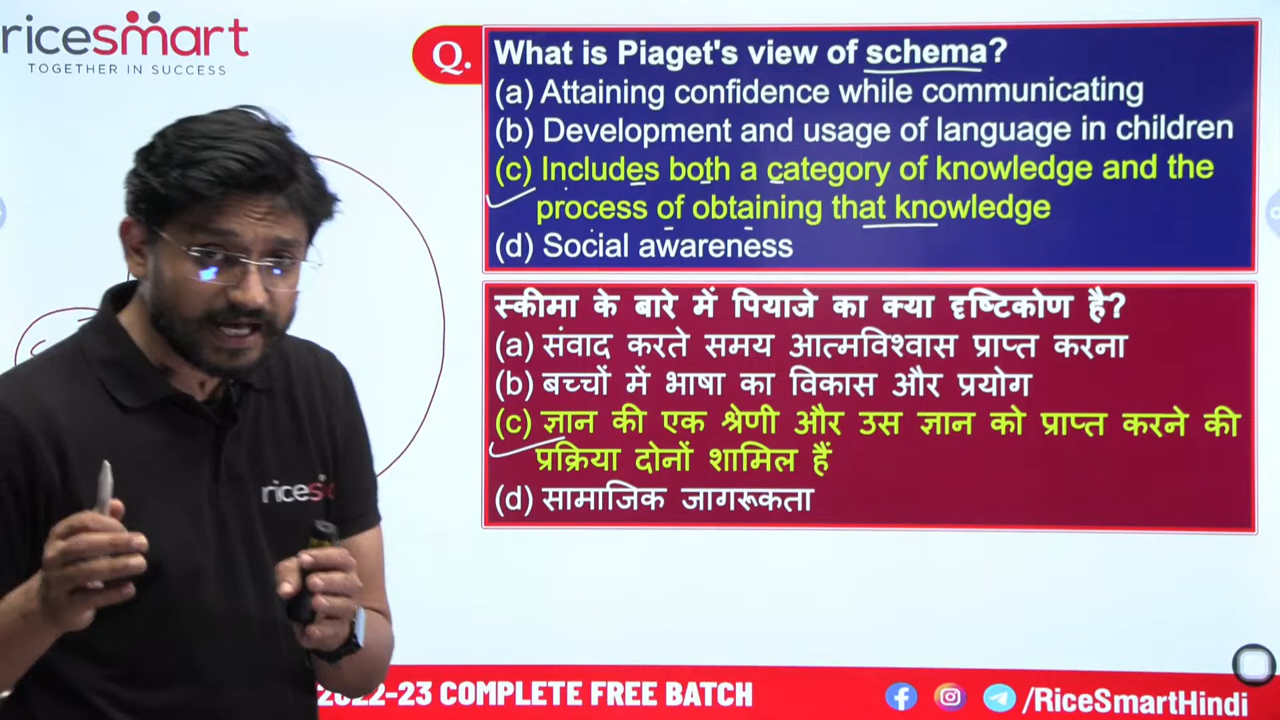 ricesmart
TOGETHER IN SUCCESS
Q.
What is Piaget's view of schema?
(a) Attaining confidence while communicating
(b) Development and usage of language in children
(c) Includes both a category of knowledge and the
process of obtaining that knowledge
(d) Social awareness
स्कीमा के बारे में पियाजे का क्या दृष्टिकोण है?
(a) संवाद करते समय आत्मविश्वास प्राप्त करना
(b) बच्चों में भाषा का विकास और प्रयोग
(c) ज्ञान की एक श्रेणी और उस ज्ञान को प्राप्त करने की
प्रक्रिया दोनों शामिल हैं
(d) सामाजिक जागरूकता
rices
2022-23 COMPLETE FREE BATCH
/RiceSmartHindi